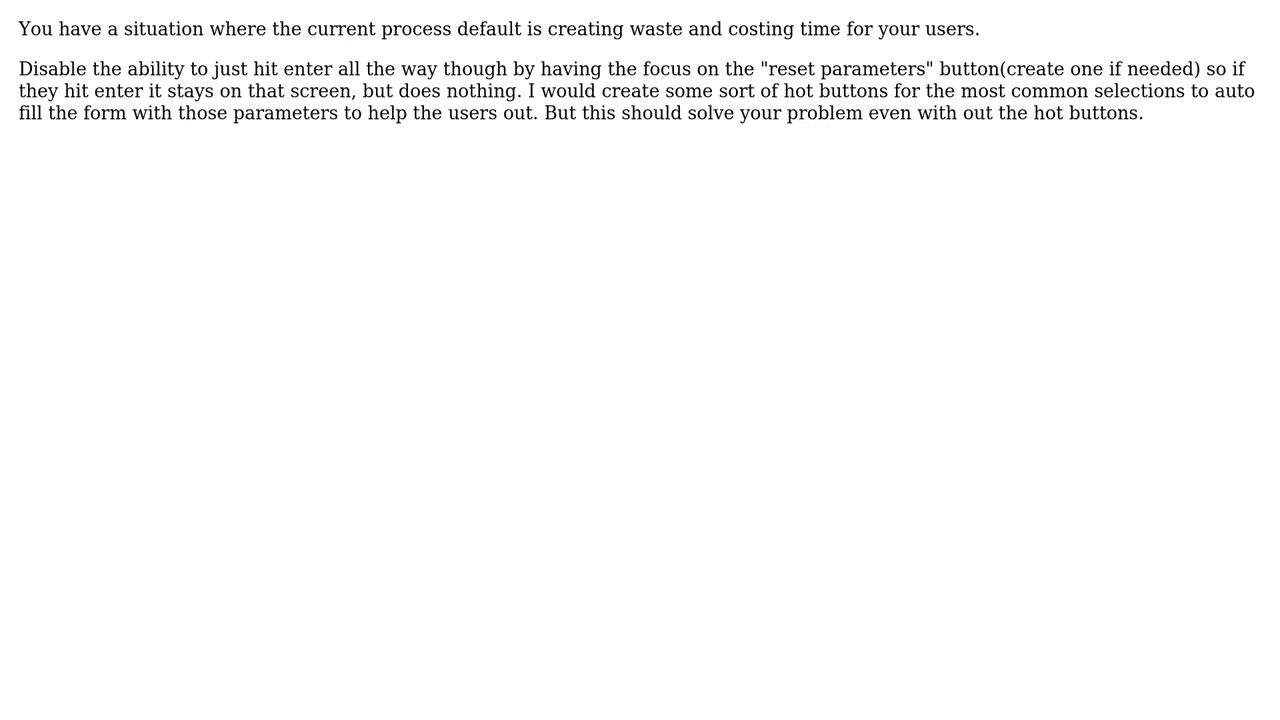 You have a situation where the current process default is creating waste and costing time for your users.
Disable the ability to just hit enter all the way though by having the focus on the "reset parameters" button(create one if needed) so if
they hit enter it stays on that screen, but does nothing. I would create some sort of hot buttons for the most common selections to auto
fill the form with those parameters to help the users out. But this should solve your problem even with out the hot buttons.